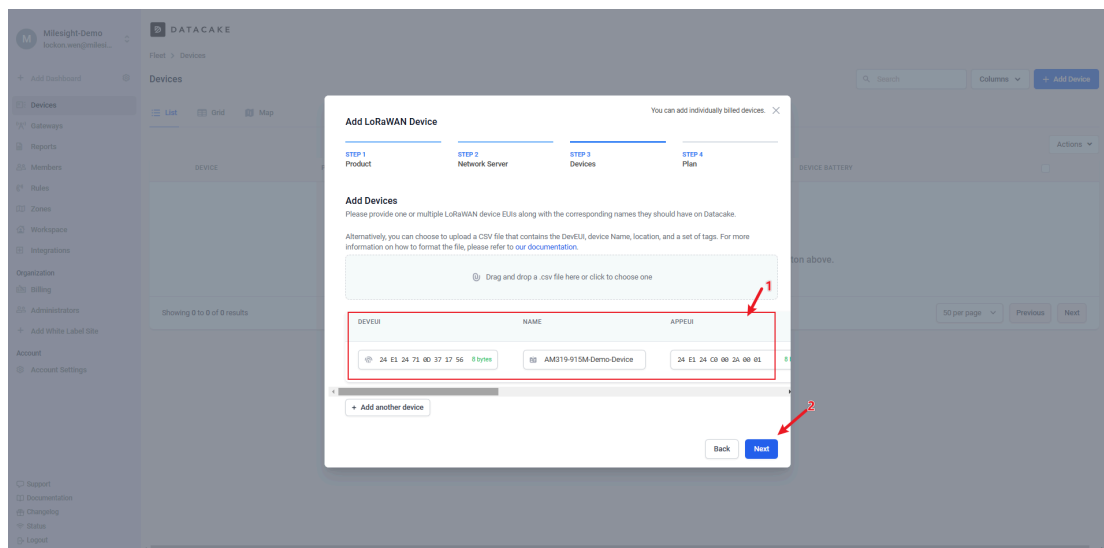 M
Milesight-Demo
DATACAKE
Fleet > Devices
+ Add Dashboard
Devices
Search
Columns
+ Add Device
Devices
Gateways
Reports
Members
Rules
Zones
Workspace
Integrations
Organization
Billing
Administrators
+ Add White Label Site
Account
Account Settings
Support
Documentation
Changelog
Status
Logout
List
Grid
Map
Actions
DEVICE
DEVICE BATTERY
ton above.
Showing 0 to 0 of 0 results
50 per page
Previous
Next
You can add individually billed devices.
Add LoRaWAN Device
STEP 1
Product
STEP 2
Network Server
STEP 3
Devices
STEP 4
Plan
Add Devices
Please provide one or multiple LoRaWAN device EUIs along with the corresponding names they should have on Datacake.
Alternatively, you can choose to upload a CSV file that contains the DevEUI, device Name, location, and a set of tags. For more
information on how to format the file, please refer to our documentation.
Drag and drop a .csv file here or click to choose one
1
DEVEUI
NAME
APPEUI
24 E1 24 71 0D 37 17 56 8 bytes
AM319-915M-Demo-Device
24 E1 24 C0 00 2A 00 01
+ Add another device
2
Back
Next